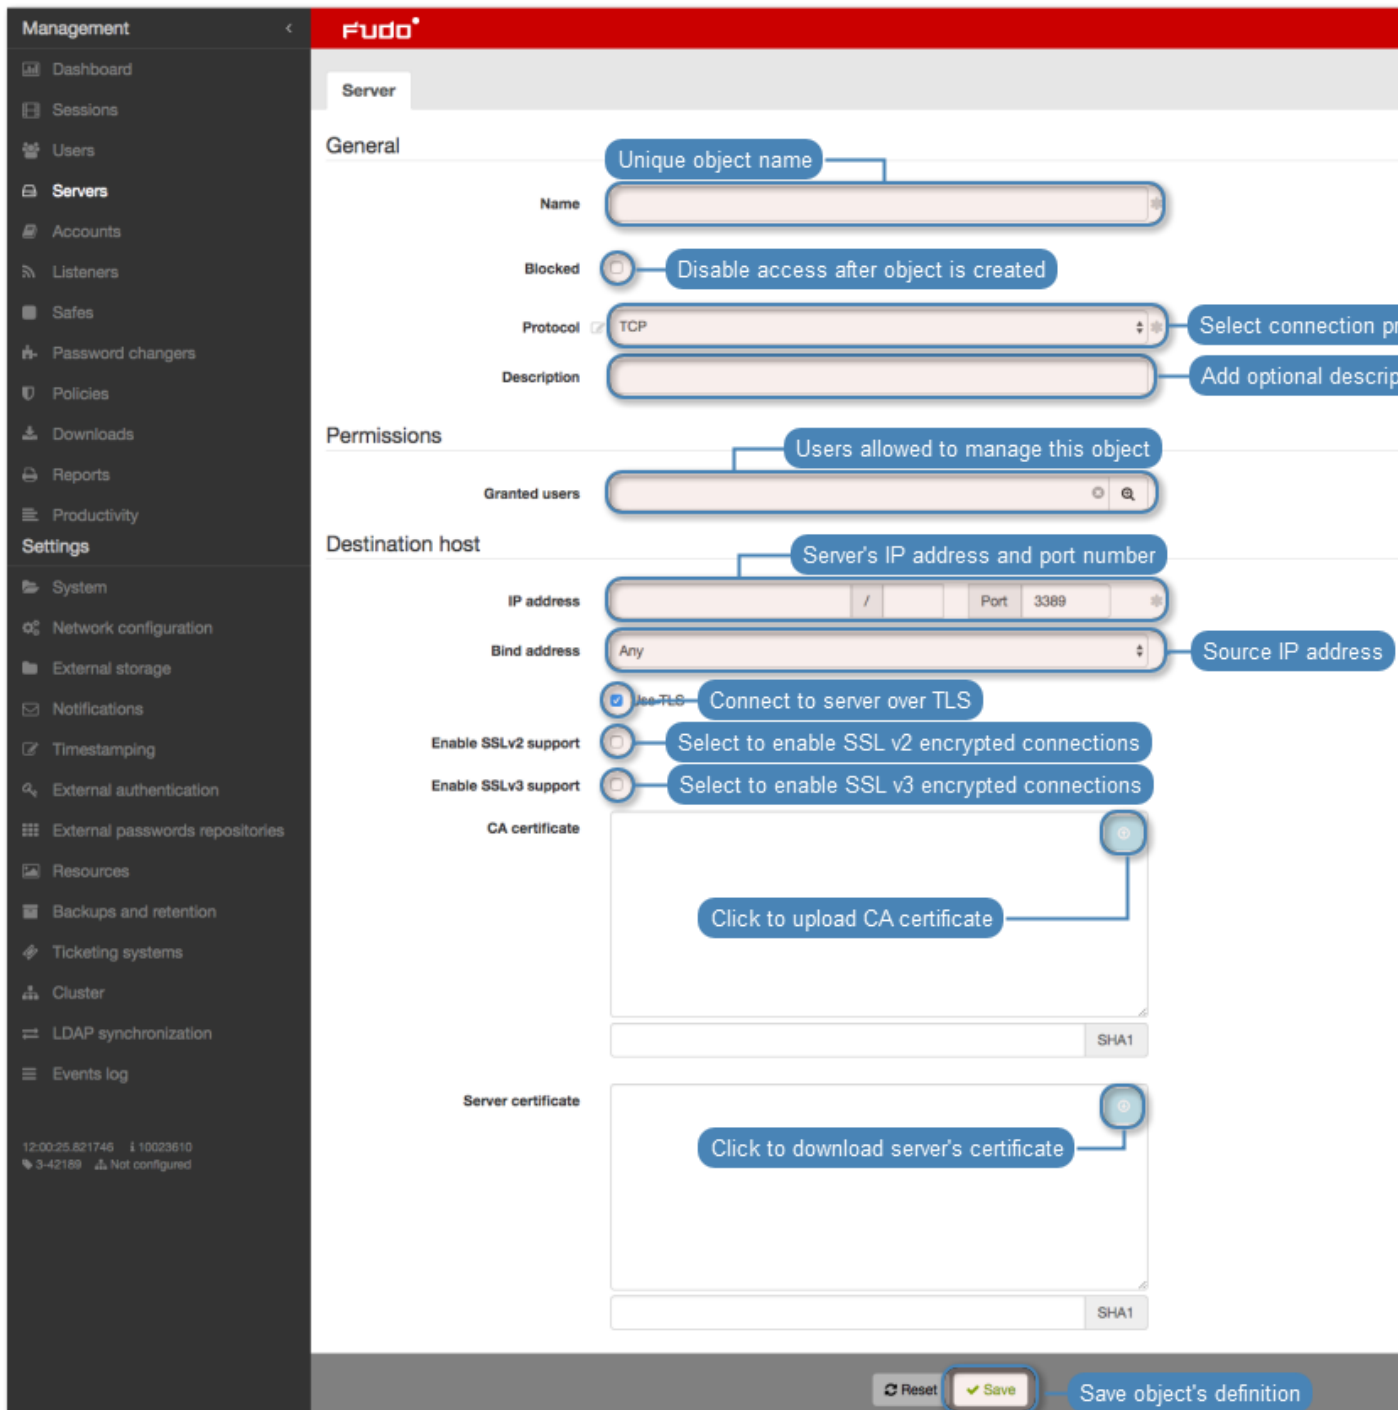 Management
Dashboard
Sessions
Users
Servers
Accounts
Listeners
Safes
Password changers
Policies
Downloads
Reports
Productivity
Settings
System
Network configuration
External storage
Notifications
Timestamping
External authentication
External passwords repositories
Resources
Backups and retention
Ticketing systems
Cluster
LDAP synchronization
Events log
12:00:25.821746 10023610
3-42189 Not configured
FUDO
Server
General
Unique object name
Name
Blocked
Disable access after object is created
Protocol
TCP
Select connection pr
Description
Add optional descrip
Permissions
Users allowed to manage this object
Granted users
Destination host
Server's IP address and port number
IP address
/
Port 3389
Bind address
Any
Source IP address
Use TLS
Connect to server over TLS
Enable SSLv2 support
Select to enable SSL v2 encrypted connections
Enable SSLv3 support
Select to enable SSL v3 encrypted connections
CA certificate
Click to upload CA certificate
SHA1
Server certificate
Click to download server's certificate
SHA1
Reset
Save
Save object's definition